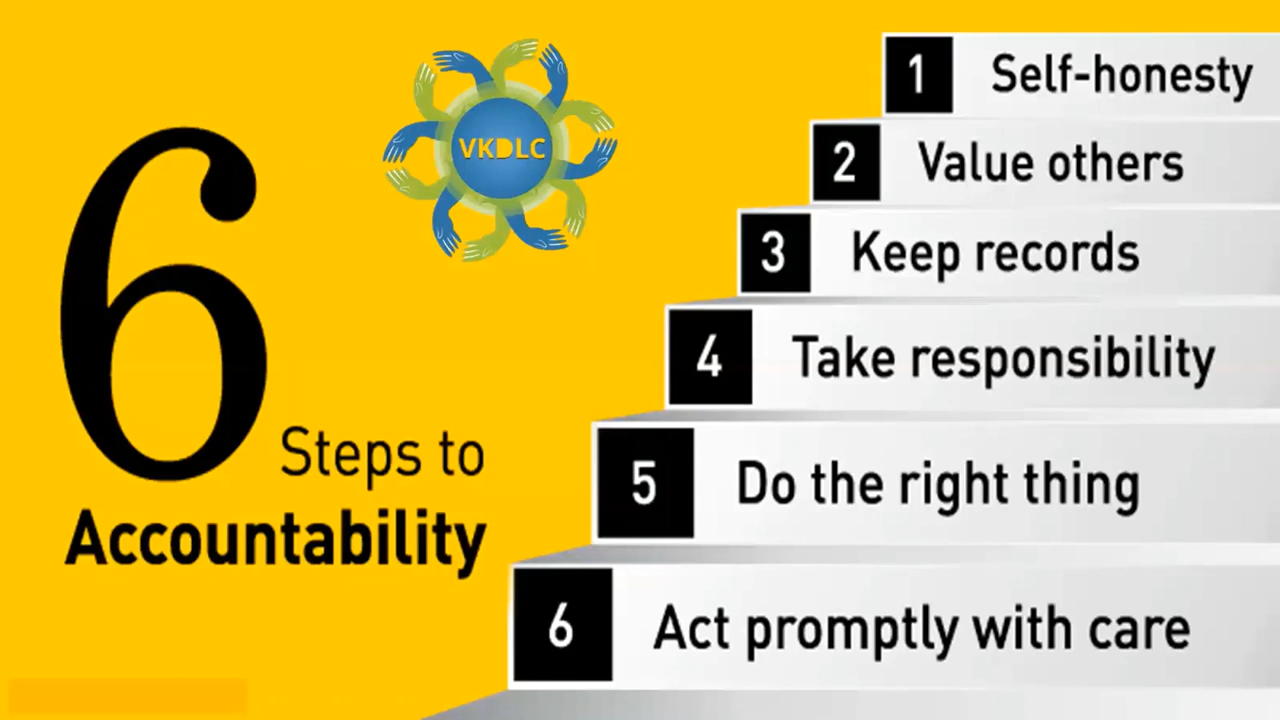 6
Steps to
Accountability
VKDLC
1 Self-honesty
2 Value others
3 Keep records
4 Take responsibility
5 Do the right thing
6 Act promptly with care